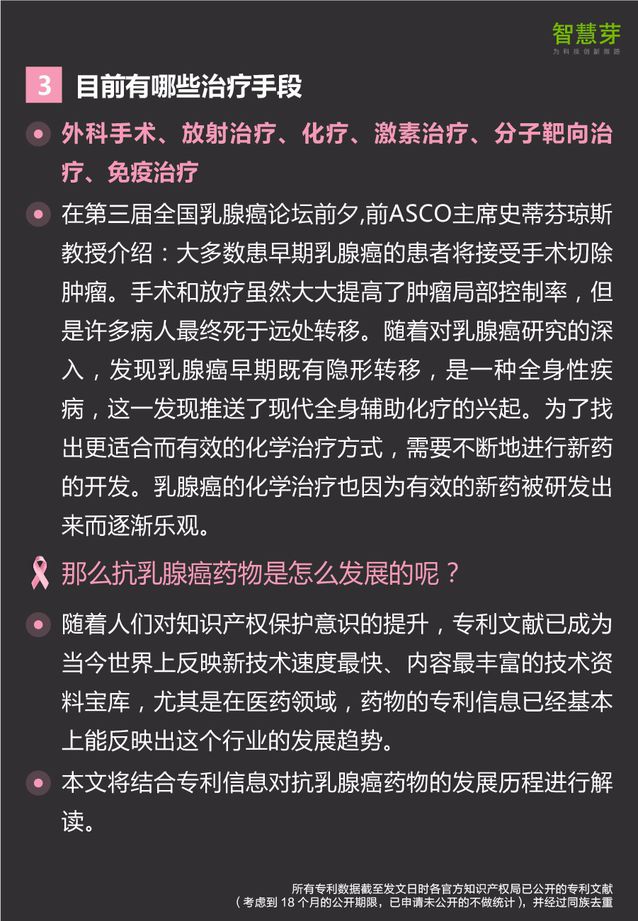 智慧芽
为科技创新照路
3 目前有哪些治疗手段
外科手术、放射治疗、化疗、激素治疗、分子靶向治
疗、免疫治疗
在第三届全国乳腺癌论坛前夕,前ASCO主席史蒂芬琼斯
教授介绍：大多数患早期乳腺癌的患者将接受手术切除
肿瘤。手术和放疗虽然大大提高了肿瘤局部控制率，但
是许多病人最终死于远处转移。随着对乳腺癌研究的深
入，发现乳腺癌早期既有隐形转移，是一种全身性疾
病，这一发现推送了现代全身辅助化疗的兴起。为了找
出更适合而有效的化学治疗方式，需要不断地进行新药
的开发。乳腺癌的化学治疗也因为有效的新药被研发出
来而逐渐乐观。
那么抗乳腺癌药物是怎么发展的呢？
随着人们对知识产权保护意识的提升，专利文献已成为
当今世界上反映新技术速度最快、内容最丰富的技术资
料宝库，尤其是在医药领域，药物的专利信息已经基本
上能反映出这个行业的发展趋势。
本文将结合专利信息对抗乳腺癌药物的发展历程进行解
读。
所有专利数据截至发文日时各官方知识产权局已公开的专利文献
（考虑到 18 个月的公开期限，已申请未公开的不做统计），并经过同族去重